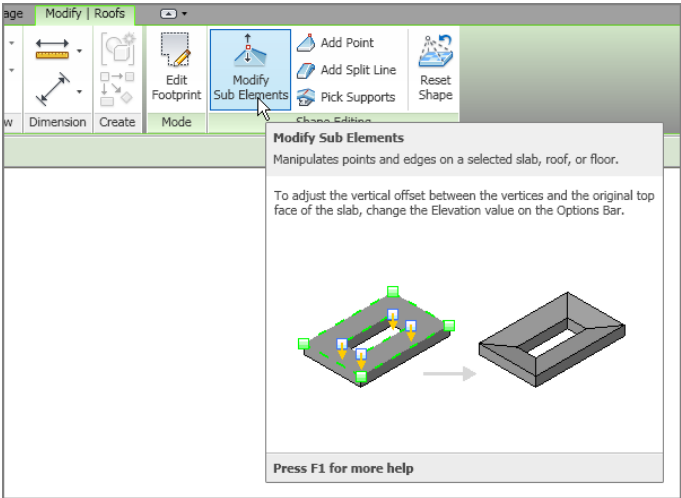 age Modify | Roofs
Edit Footprint
Modify Sub Elements
Add Point
Add Split Line
Pick Supports
Reset Shape
w Dimension Create Mode Shape Editing
Modify Sub Elements
Manipulates points and edges on a selected slab, roof, or floor.
To adjust the vertical offset between the vertices and the original top
face of the slab, change the Elevation value on the Options Bar.
Press F1 for more help